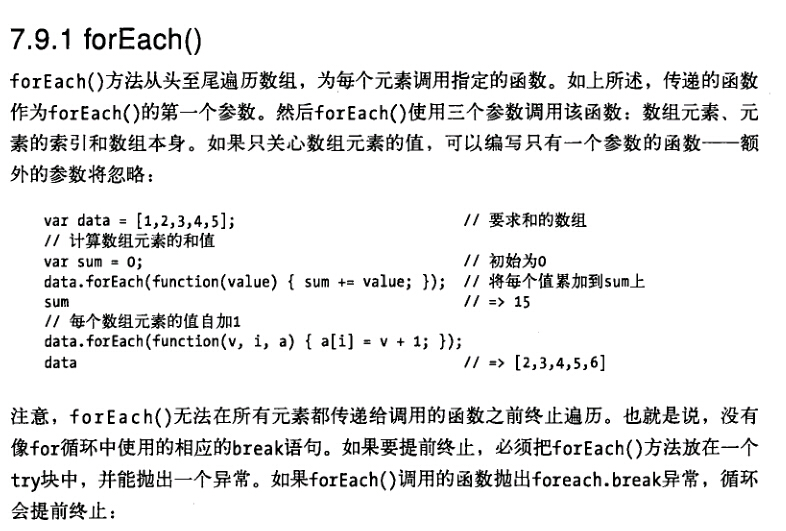 7.9.1 forEach()
forEach()方法从头至尾遍历数组，为每个元素调用指定的函数。如上所述，传递的函数
作为forEach()的第一个参数。然后forEach()使用三个参数调用该函数：数组元素、元
素的索引和数组本身。如果只关心数组元素的值，可以编写只有一个参数的函数——额
外的参数将忽略：
var data = [1,2,3,4,5]; // 要求和的数组
// 计算数组元素的和值
var sum = 0; // 初始为0
data.forEach(function(value) { sum += value; }); // 将每个值累加到sum上
sum // => 15
// 每个数组元素的值自加1
data.forEach(function(v, i, a) { a[i] = v + 1; });
data // => [2,3,4,5,6]
注意，forEach()无法在所有元素都传递给调用的函数之前终止遍历。也就是说，没有
像for循环中使用的相应的break语句。如果要提前终止，必须把forEach()方法放在一个
try块中，并能抛出一个异常。如果forEach()调用的函数抛出foreach.break异常，循环
会提前终止：